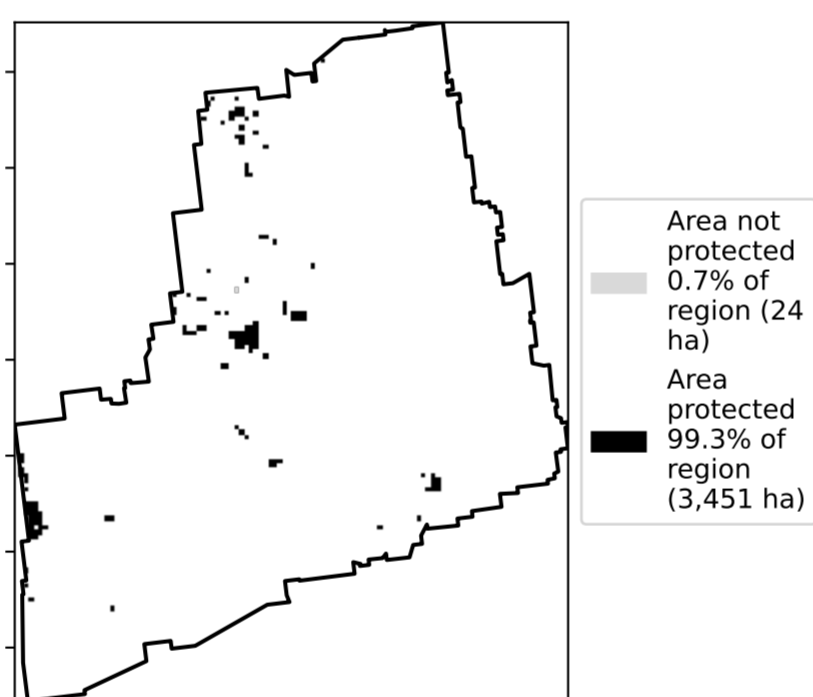 Area not
protected
0.7% of
region (24
ha)
Area
protected
99.3% of
region
(3,451 ha)